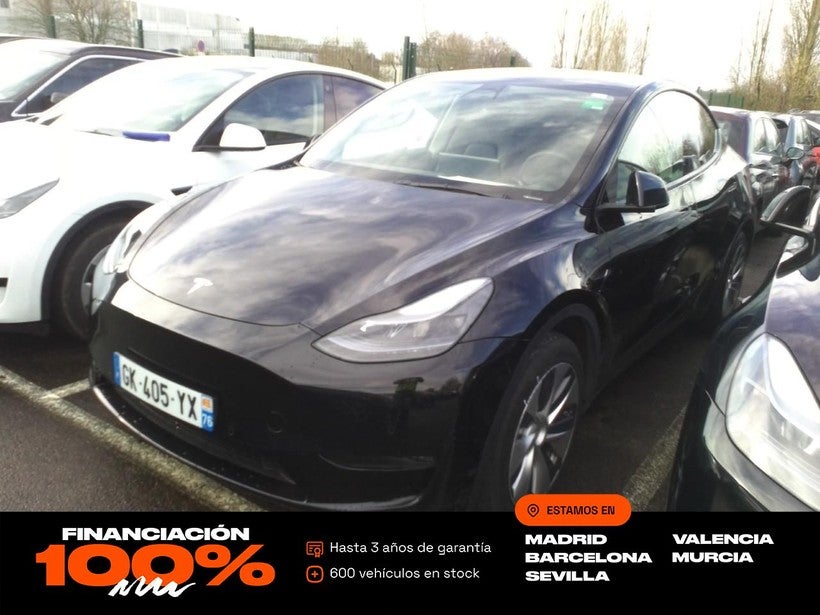 GK-405-YX
76
ESTAMOS EN
FINANCIACIÓN
100%
Hasta 3 años de garantía
600 vehículos en stock
MADRID
BARCELONA
SEVILLA
VALENCIA
MURCIA